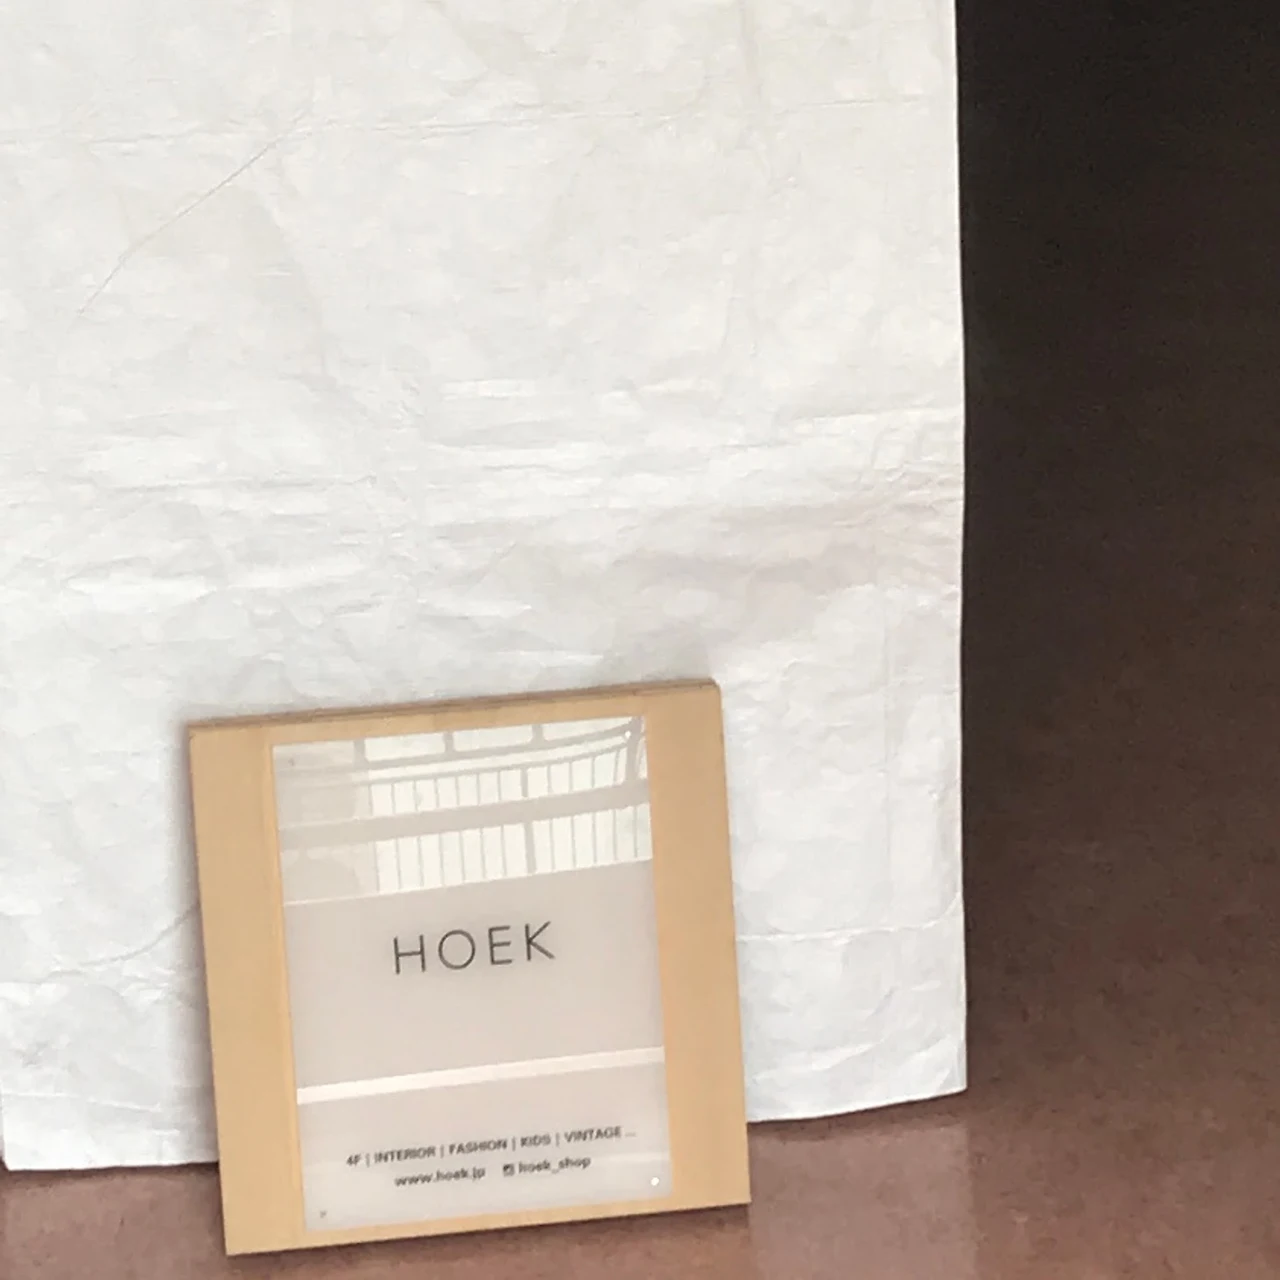 HOEK
4F | INTERIOR | FASHION | KIDS | VINTAGE ...
www.hoek.jp hoek_shop